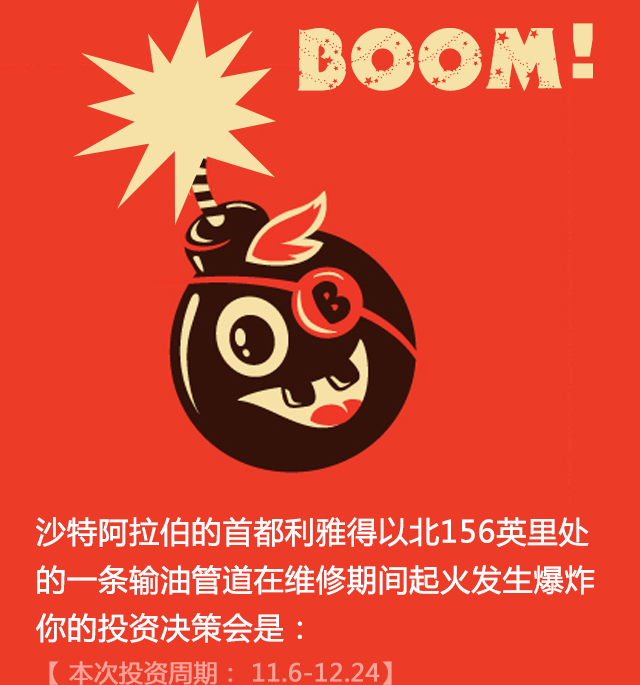 BOOM!
B
沙特阿拉伯的首都利雅得以北156英里处
的一条输油管道在维修期间起火发生爆炸
你的投资决策会是：
【 本次投资周期： 11.6-12.24】